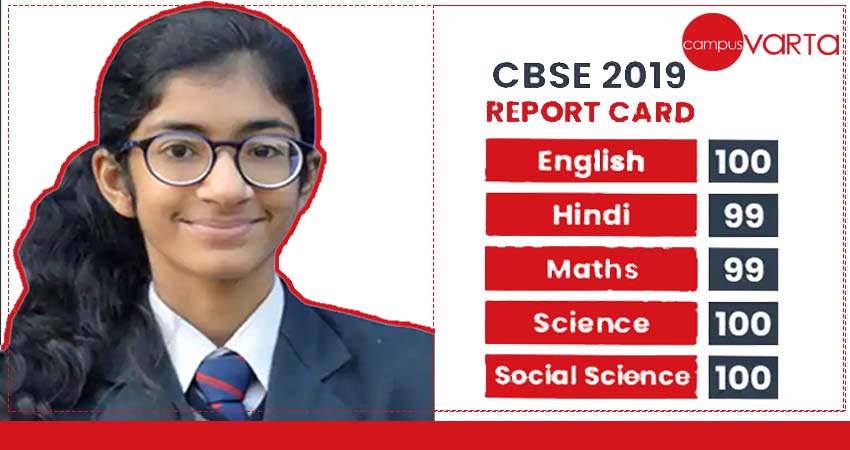 campus VARTA
CBSE 2019
REPORT CARD
English 100
Hindi 99
Maths 99
Science 100
Social Science 100